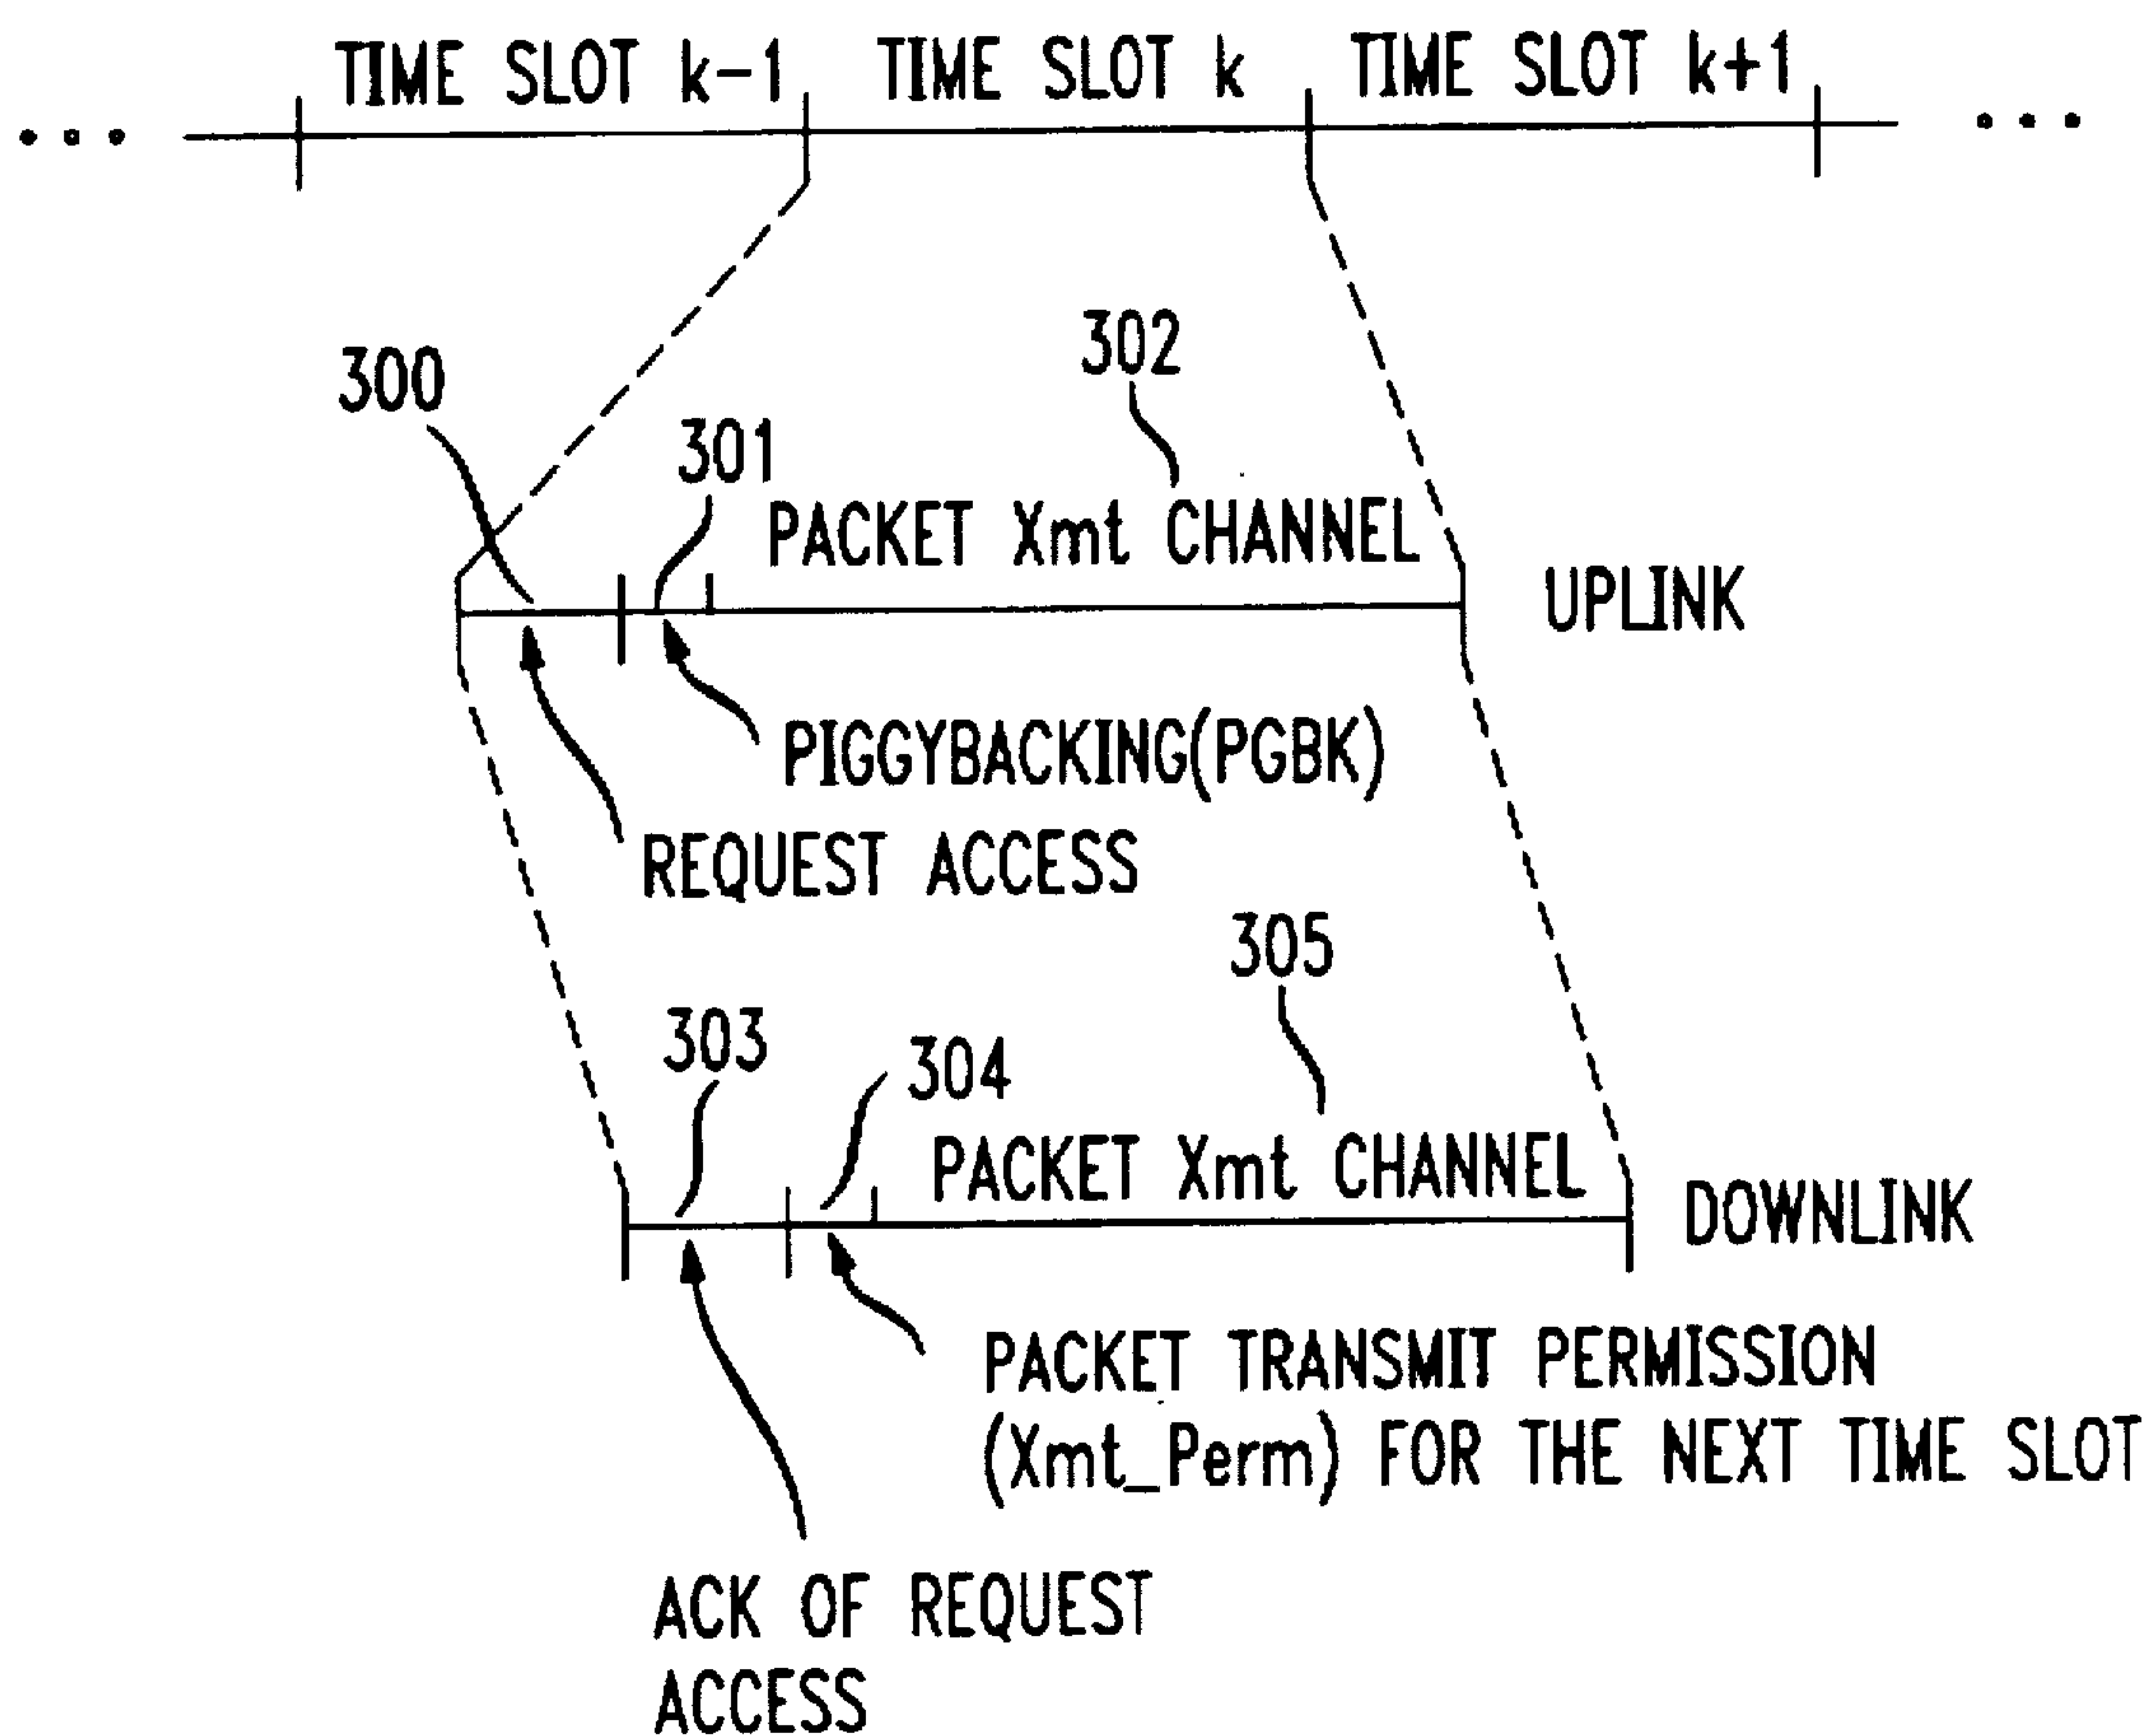 TIME SLOT k-1 TIME SLOT k TIME SLOT k+1
300
302
301
PACKET Xmt CHANNEL
UPLINK
PIGGYBACKING(PGBK)
REQUEST ACCESS
305
303
304
PACKET Xmt CHANNEL
DOWNLINK
PACKET TRANSMIT PERMISSION
(Xmt_Perm) FOR THE NEXT TIME SLOT
ACK OF REQUEST
ACCESS